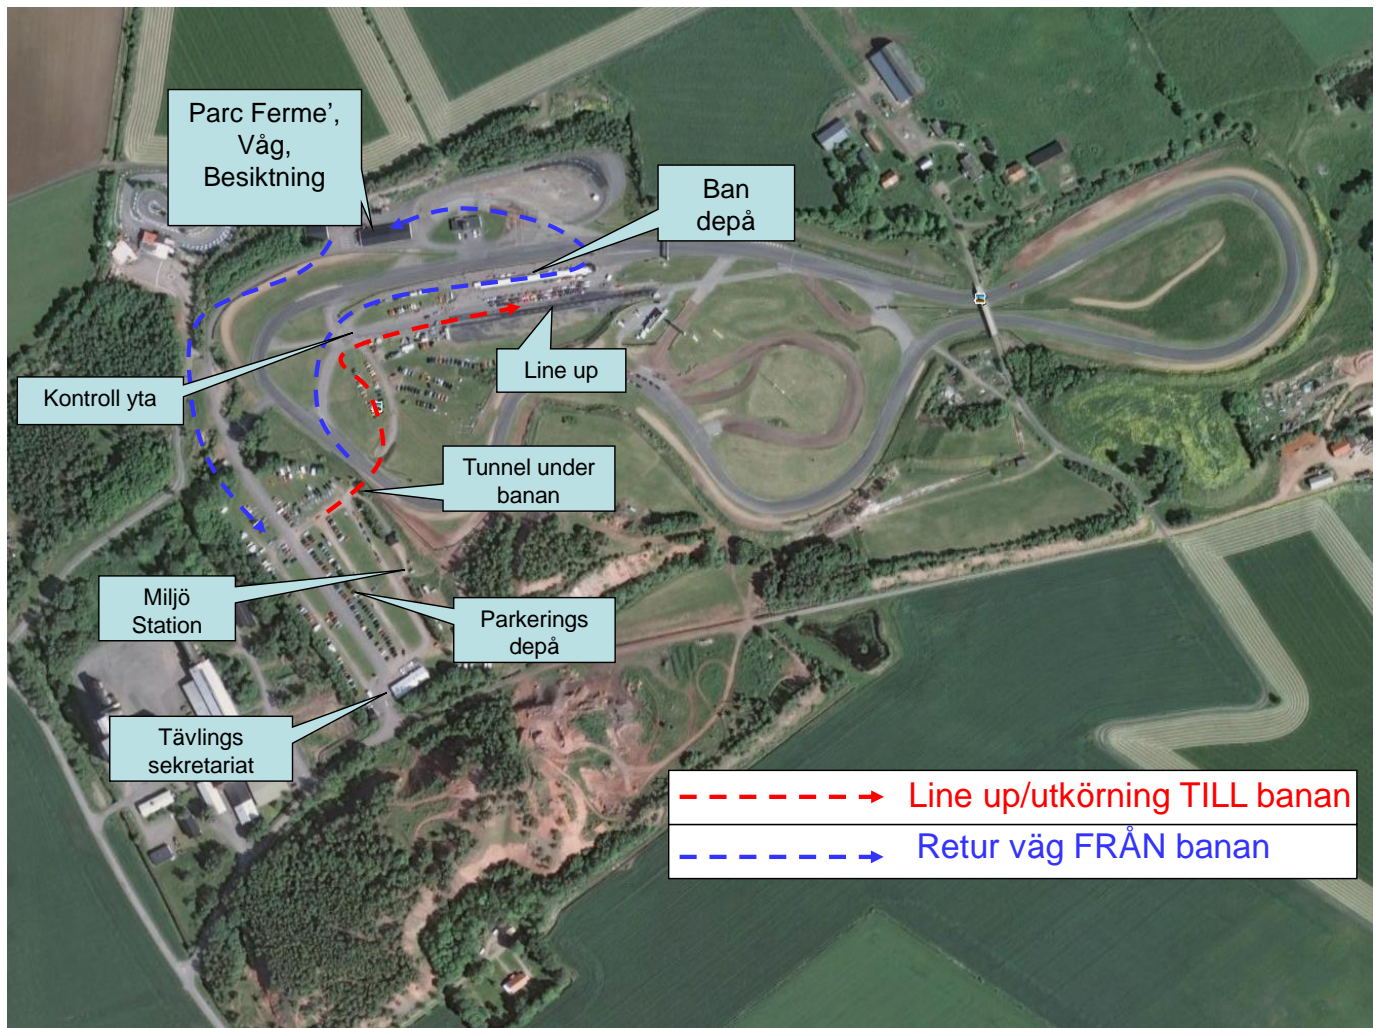 Parc Ferme’,
Våg,
Besiktning
Ban
depå
Line up
Kontroll yta
Tunnel under
banan
Miljö
Station
Parkerings
depå
Tävlings
sekretariat
Line up/utkörning TILL banan
Retur väg FRÅN banan